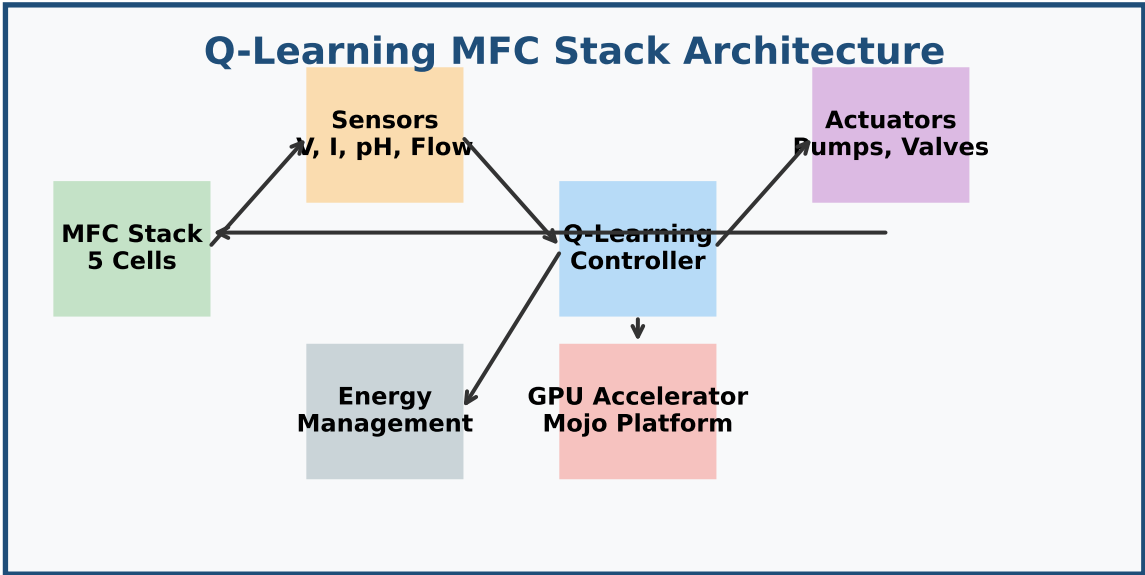 Q-Learning MFC Stack Architecture
Sensors
V, I, pH, Flow
Actuators
Pumps, Valves
MFC Stack
5 Cells
Q-Learning
Controller
Energy
Management
GPU Accelerator
Mojo Platform